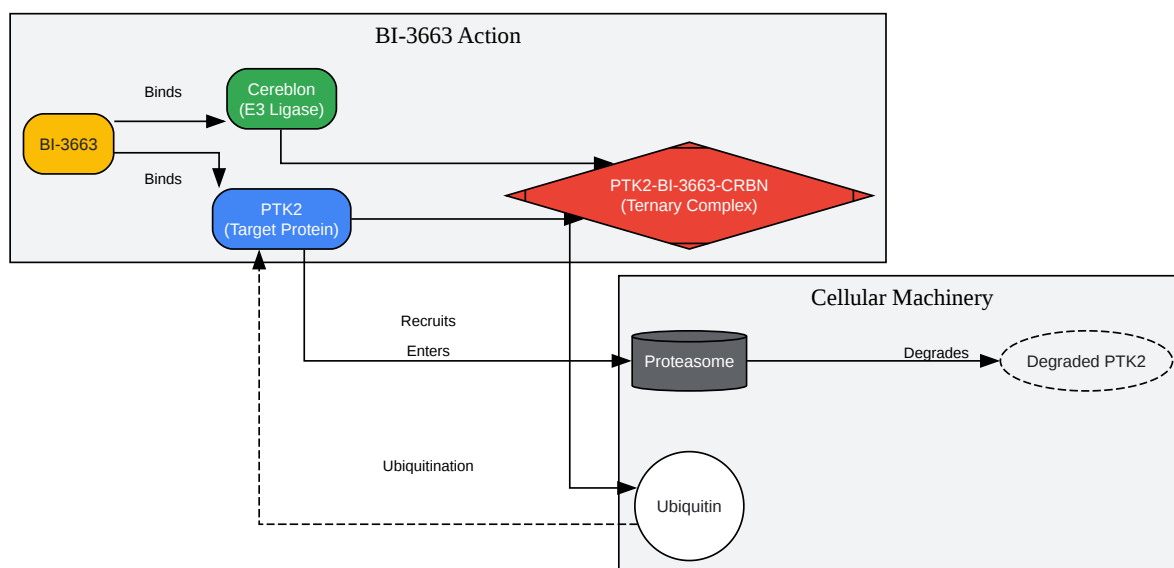 BI-3663 Action
Binds
Cereblon
(E3 Ligase)
BI-3663
Binds
PTK2
(Target Protein)
PTK2-BI-3663-CRBN
(Ternary Complex)
Cellular Machinery
Recruits
Enters
Proteasome
Degrades
Degraded PTK2
Ubiquitination
Ubiquitin